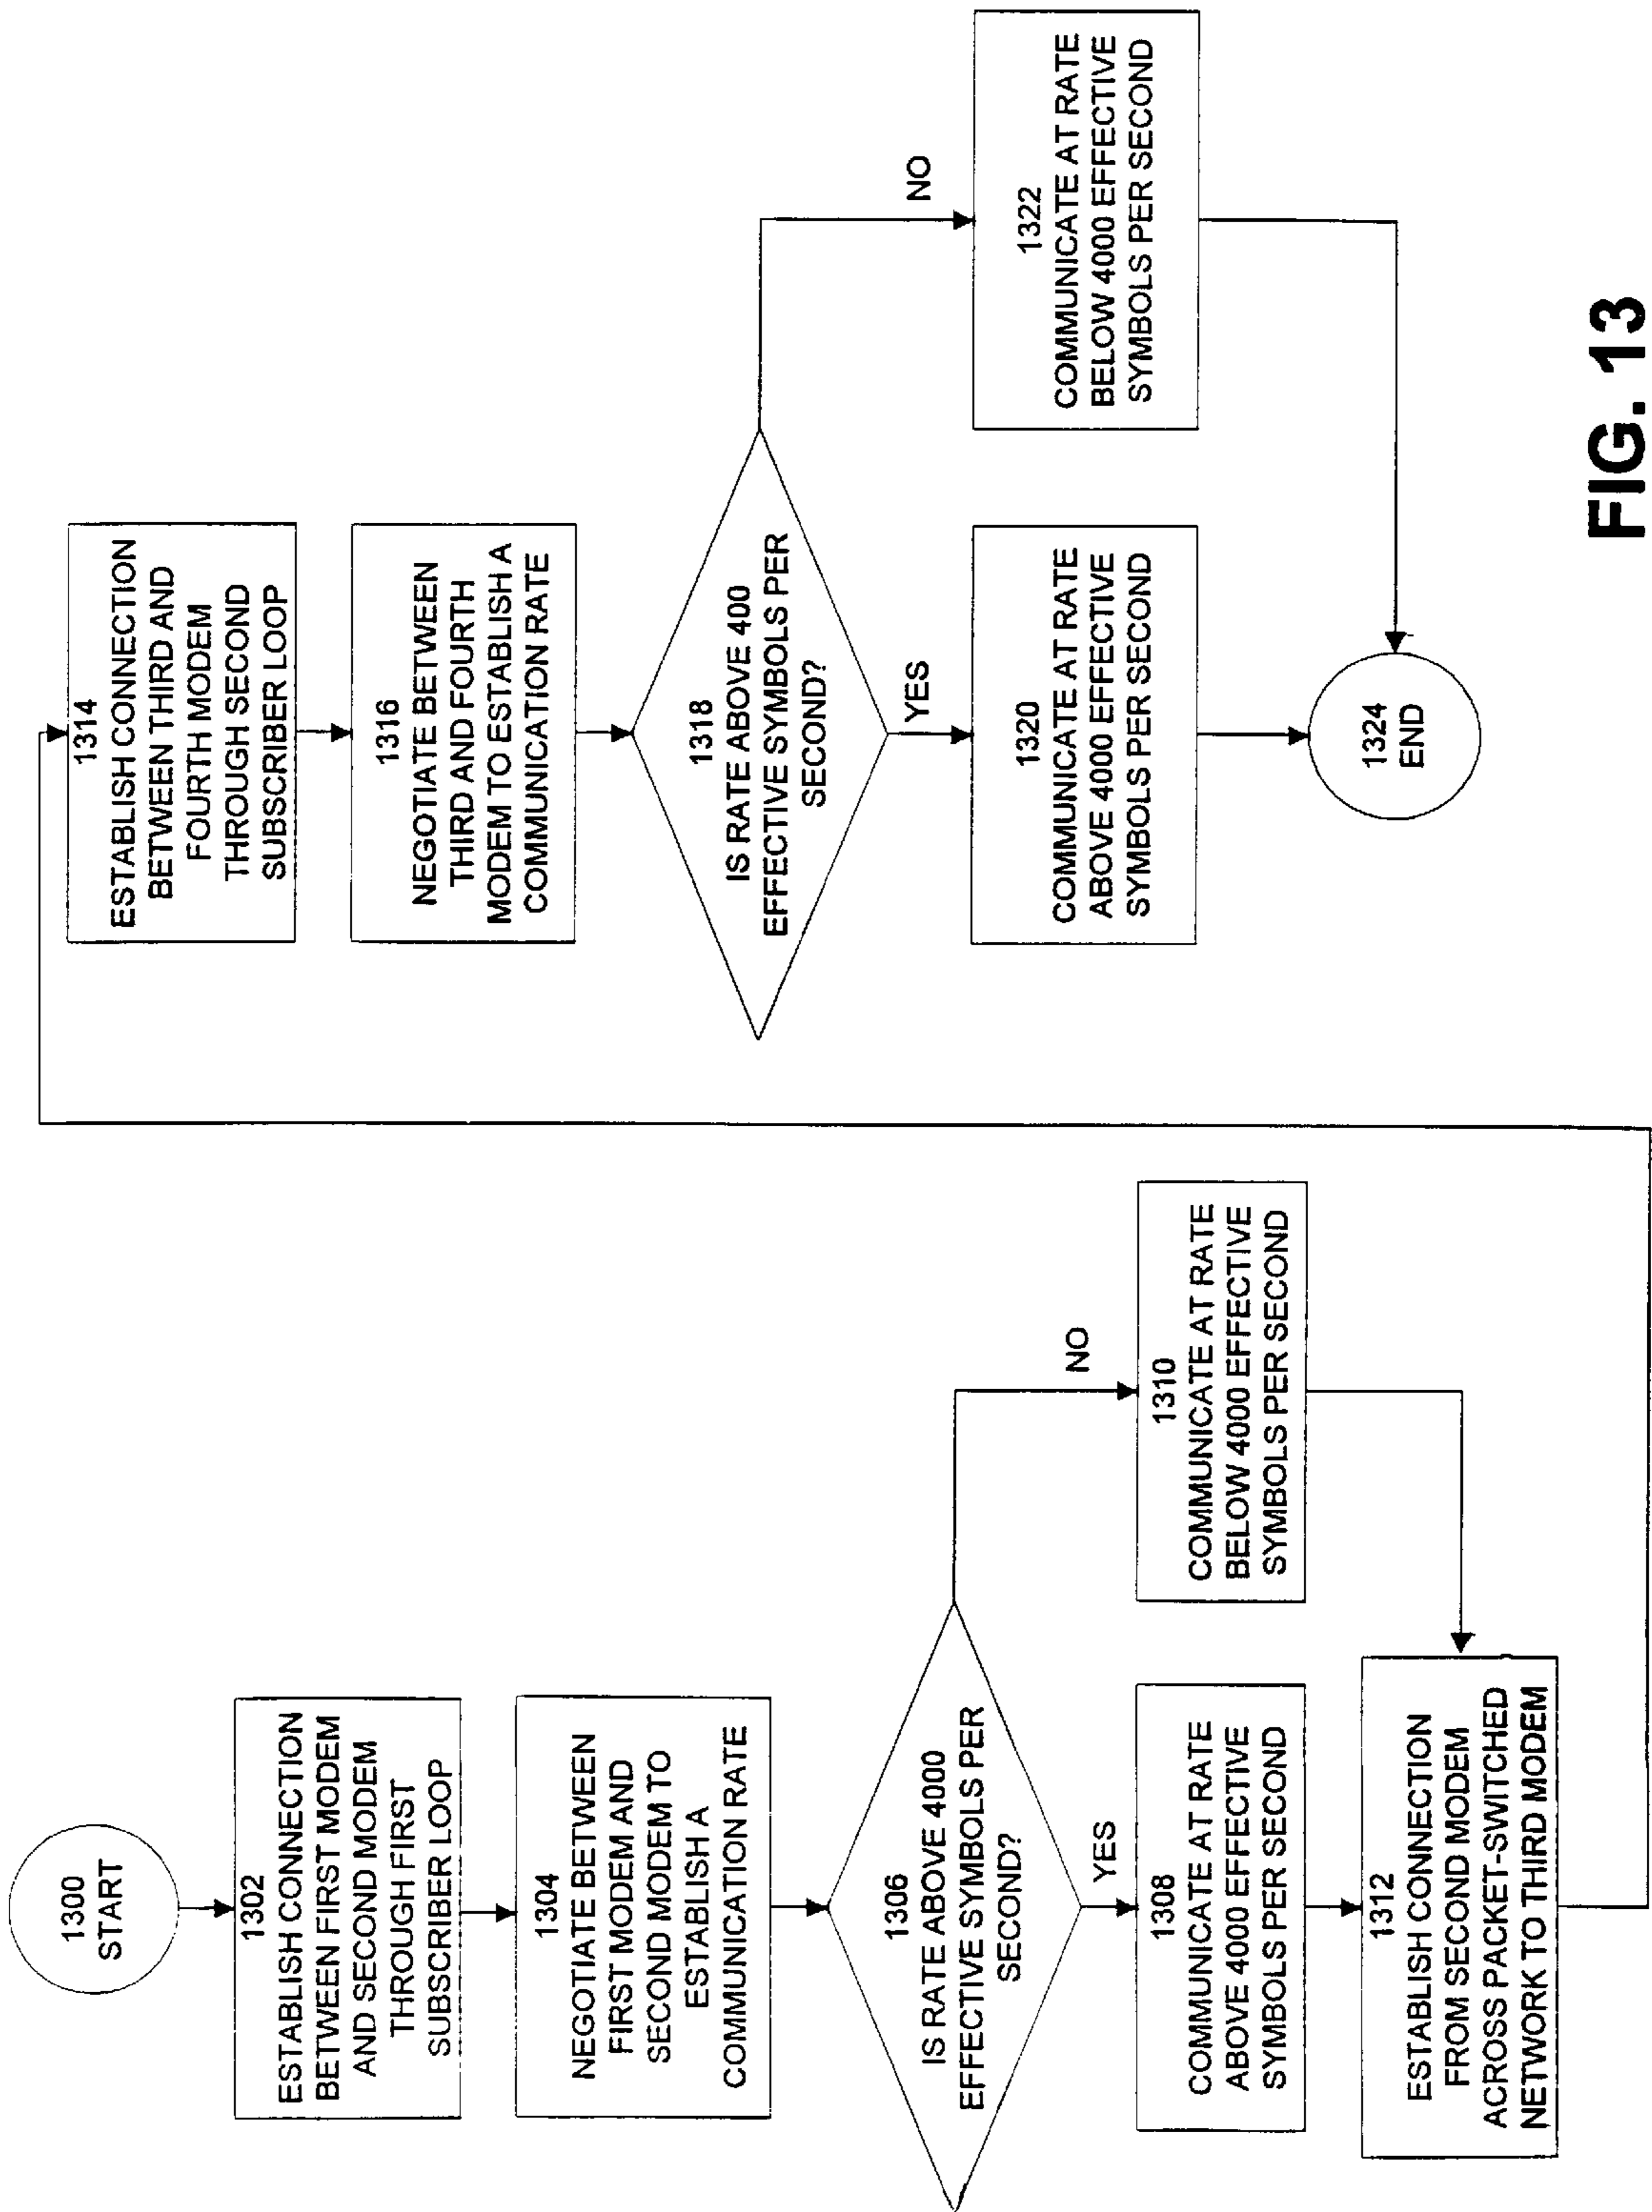 1300
START
1302
ESTABLISH CONNECTION
BETWEEN FIRST MODEM
AND SECOND MODEM
THROUGH FIRST
SUBSCRIBER LOOP
1304
NEGOTIATE BETWEEN
FIRST MODEM AND
SECOND MODEM TO
ESTABLISH A
COMMUNICATION RATE
1306
IS RATE ABOVE 4000
EFFECTIVE SYMBOLS PER
SECOND?
YES
NO
1308
COMMUNICATE AT RATE
ABOVE 4000 EFFECTIVE
SYMBOLS PER SECOND
1310
COMMUNICATE AT RATE
BELOW 4000 EFFECTIVE
SYMBOLS PER SECOND
1312
ESTABLISH CONNECTION
FROM SECOND MODEM
ACROSS PACKET-SWITCHED
NETWORK TO THIRD MODEM
1314
ESTABLISH CONNECTION
BETWEEN THIRD AND
FOURTH MODEM
THROUGH SECOND
SUBSCRIBER LOOP
1316
NEGOTIATE BETWEEN
THIRD AND FOURTH
MODEM TO ESTABLISH A
COMMUNICATION RATE
1318
IS RATE ABOVE 400
EFFECTIVE SYMBOLS PER
SECOND?
YES
NO
1320
COMMUNICATE AT RATE
ABOVE 4000 EFFECTIVE
SYMBOLS PER SECOND
1322
COMMUNICATE AT RATE
BELOW 4000 EFFECTIVE
SYMBOLS PER SECOND
1324
END
FIG. 13